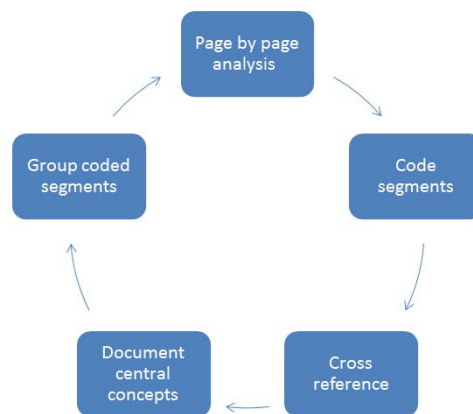 Page by page
analysis
Code
segments
Cross
reference
Document
central
concepts
Group coded
segments